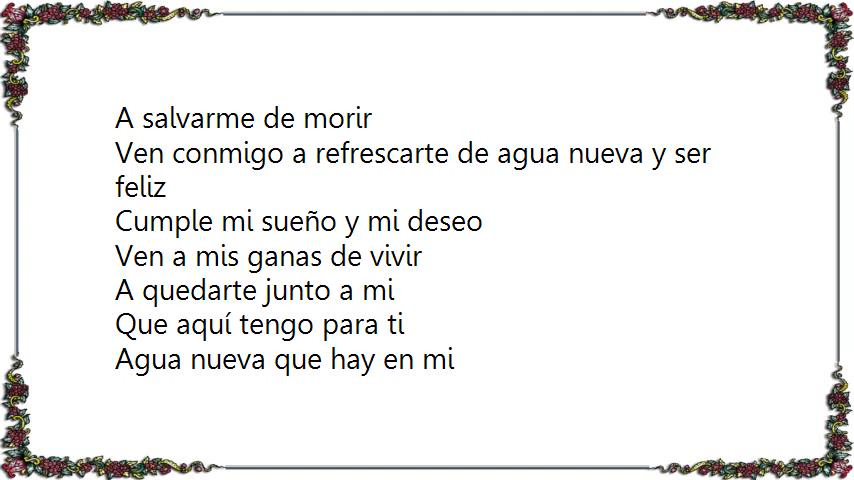 A salvarme de morir
Ven conmigo a refrescarte de agua nueva y ser
feliz
Cumple mi sueño y mi deseo
Ven a mis ganas de vivir
A quedarte junto a mi
Que aquí tengo para ti
Agua nueva que hay en mi